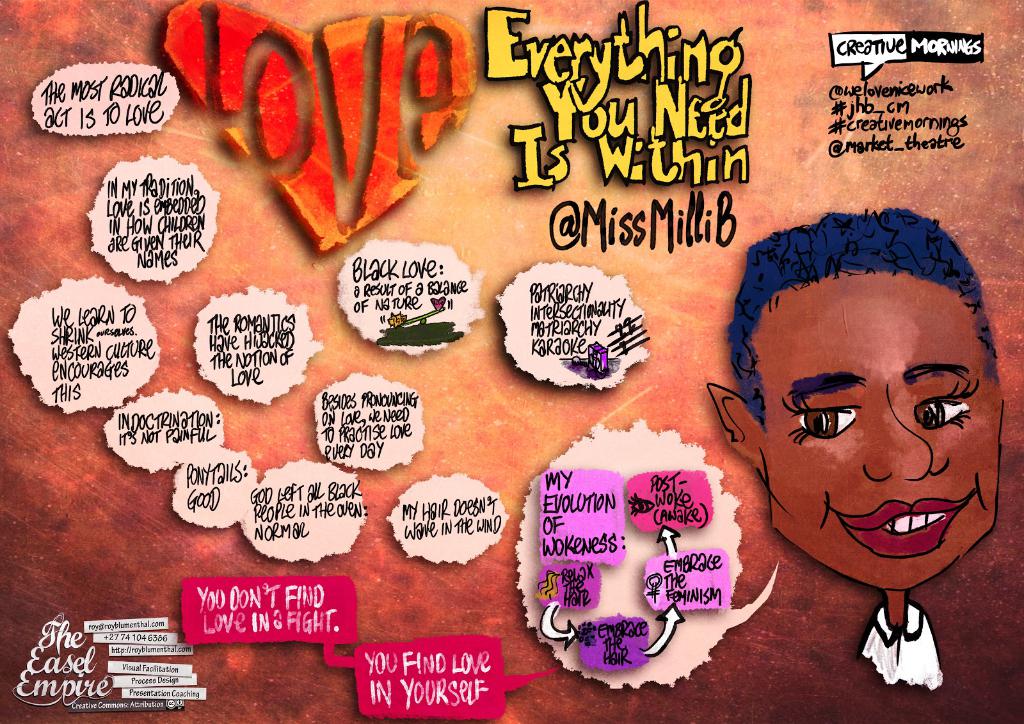 Love
Everything
You Need
Is Within
@MissMilliB
CREATIVE MORNINGS
@welovenicework
#jhb_cm
#creativemornings
@market_theatre
THE MOST RADICAL
ACT IS TO LOVE
IN MY TRADITION,
LOVE IS EMBEDDED
IN HOW CHILDREN
ARE GIVEN THEIR
NAMES
WE LEARN TO
SHRINK OURSELVES.
WESTERN CULTURE
ENCOURAGES
THIS
THE ROMANTICS
HAVE HIJACKED
THE NOTION OF
LOVE
BLACK LOVE:
A RESULT OF A BALANCE
OF NATURE
PATRIARCHY
INTERSECTIONALITY
MATRIARCHY
KARAOKE
INDOCTRINATION:
IT'S NOT PAINFUL
BESIDES PRONOUNCING
ON LOVE, WE NEED
TO PRACTISE LOVE
EVERY DAY
PONYTAILS:
GOOD
GOD LEFT ALL BLACK
PEOPLE IN THE OVEN:
NORMAL
MY HAIR DOESN'T
WAVE IN THE WIND
MY
EVOLUTION
OF
WOKENESS:
RELAX
THE
HAIR
EMBRACE
THE
HAIR
EMBRACE
THE
FEMINISM
POST-
WOKE
(AWAKE)
YOU DON'T FIND
LOVE IN A FIGHT.
YOU FIND LOVE
IN YOURSELF
The
Easel
Empire
roy@royblumenthal.com
+27 74 104 6386
http://royblumenthal.com
Visual Facilitation
Process Design
Presentation Coaching
Creative Commons: Attribution